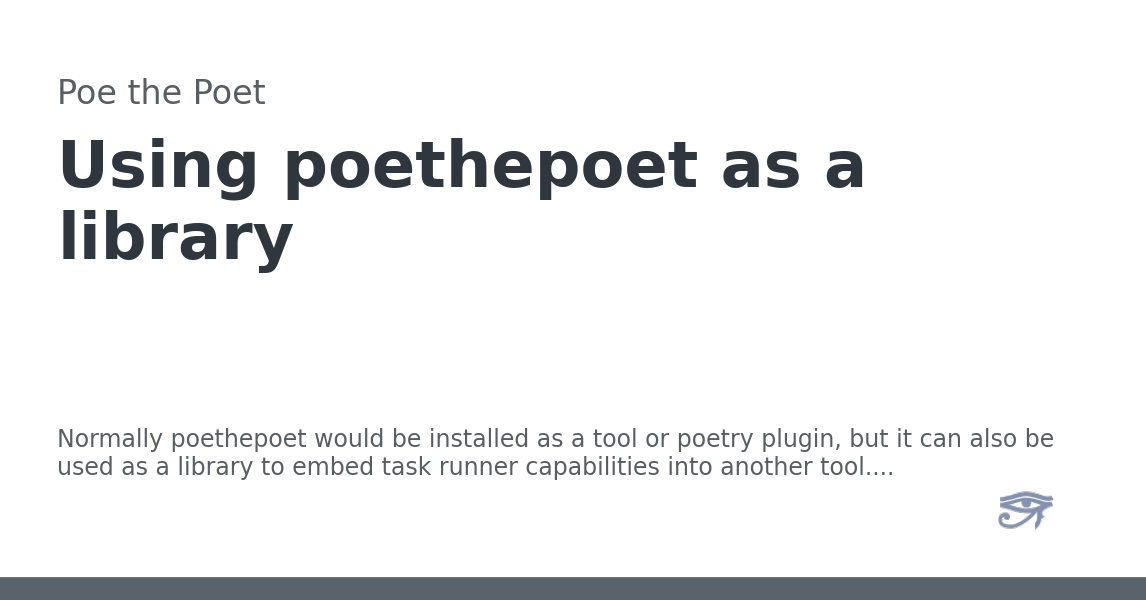 Poe the Poet
Using poethepoet as a
library
Normally poethepoet would be installed as a tool or poetry plugin, but it can also be
used as a library to embed task runner capabilities into another tool....